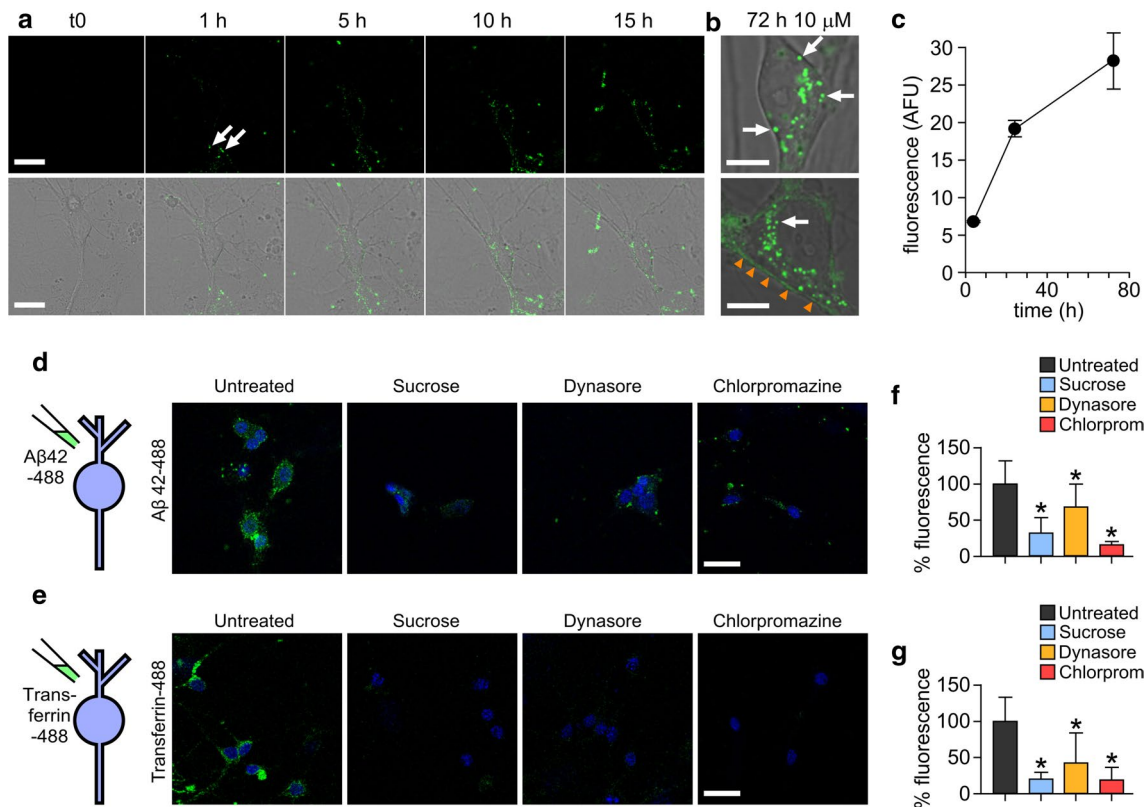 a
t0
1 h
5 h
10 h
15 h
b
72 h 10 μM
c
fluorescence (AFU)
30
25
20
15
10
5
0
0
40
80
time (h)
d
Untreated
Sucrose
Dynasore
Chlorpromazine
Aβ42
-488
Aβ 42-488
f
Untreated
Sucrose
Dynasore
Chlorprom
% fluorescence
150
100
50
0
*
*
*
e
Untreated
Sucrose
Dynasore
Chlorpromazine
Trans-
ferrin
-488
Transferrin-488
g
Untreated
Sucrose
Dynasore
Chlorprom
% fluorescence
150
100
50
0
*
*
*